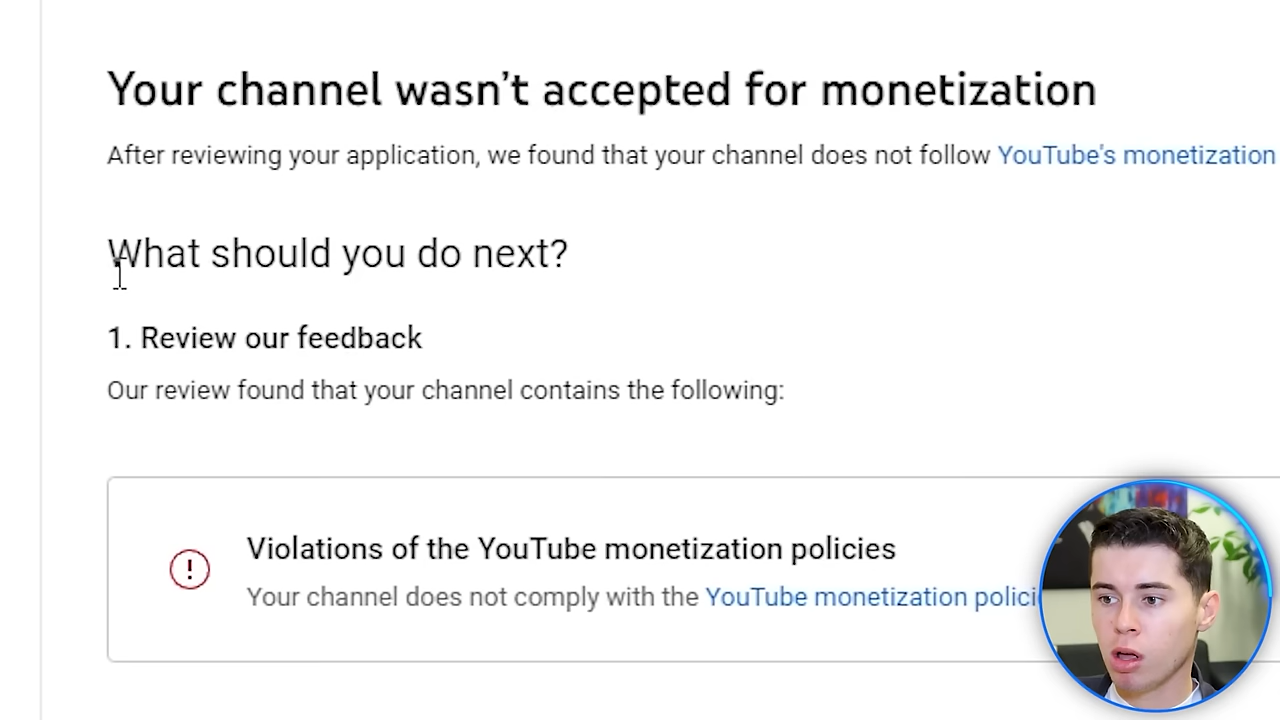 Your channel wasn't accepted for monetization
After reviewing your application, we found that your channel does not follow YouTube's monetization
What should you do next?
1. Review our feedback
Our review found that your channel contains the following:
Violations of the YouTube monetization policies
Your channel does not comply with the YouTube monetization polici